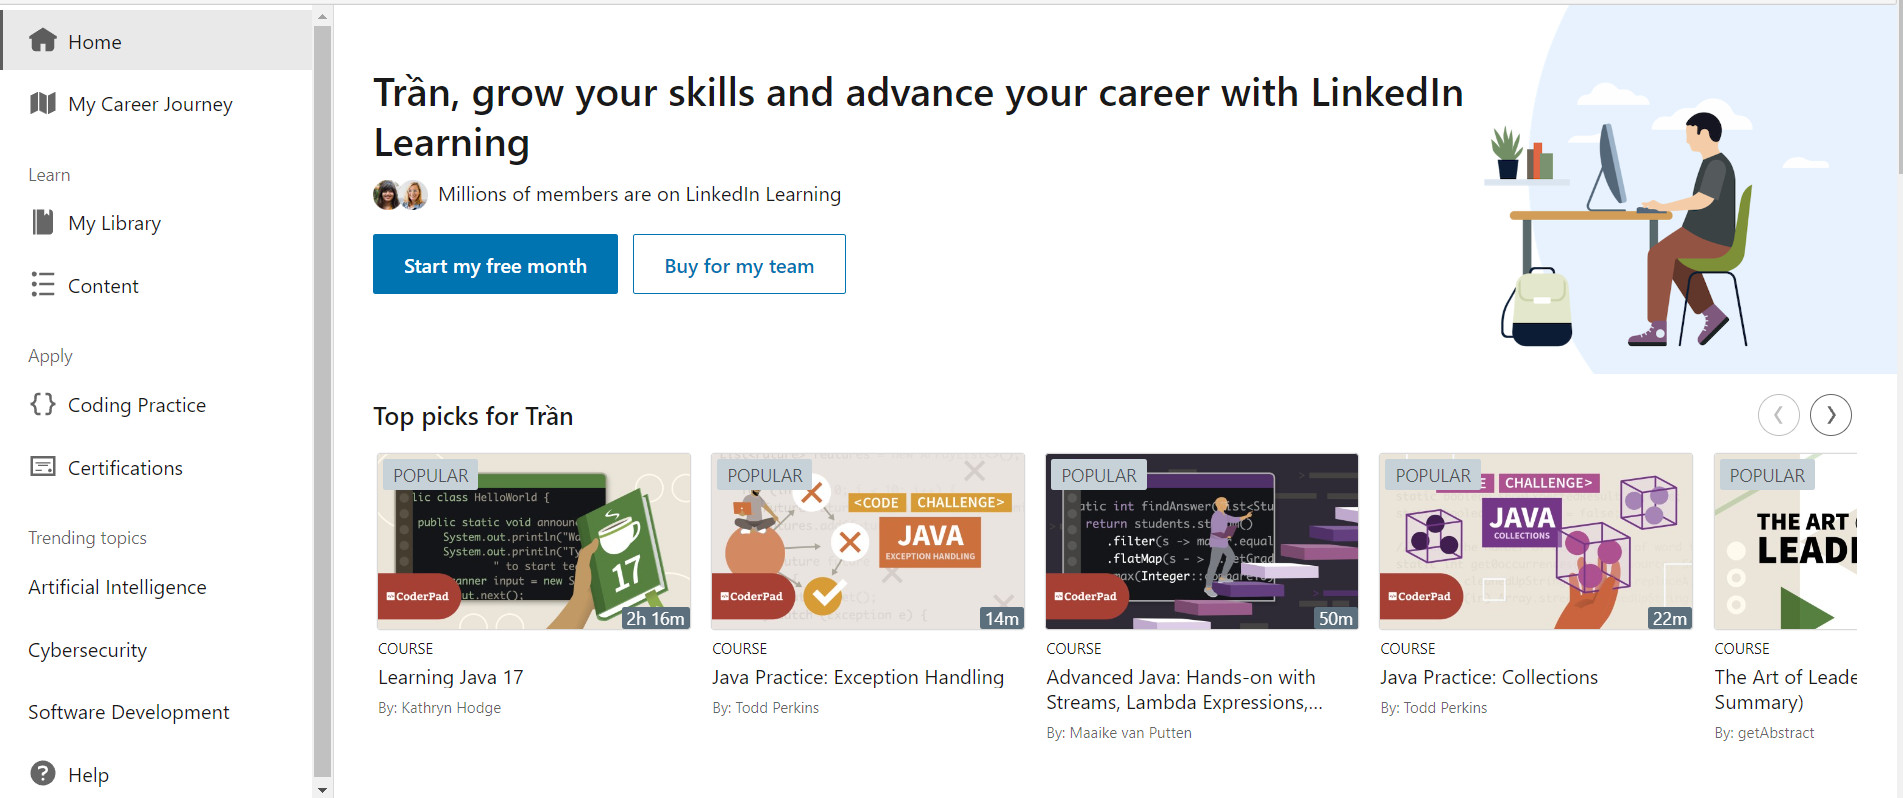 Home
My Career Journey
Learn
My Library
Content
Apply
Coding Practice
Certifications
Trending topics
Artificial Intelligence
Cybersecurity
Software Development
Help
Trần, grow your skills and advance your career with LinkedIn
Learning
Millions of members are on LinkedIn Learning
Start my free month
Buy for my team
Top picks for Trần
POPULAR
lic class HelloWorld {
public static void announ
System.out.println("Wa
System.out.println("Ty
" to start te
anner input = new S
ut.next();
17
CoderPad
2h 16m
COURSE
Learning Java 17
By: Kathryn Hodge
POPULAR
<CODE CHALLENGE>
JAVA
EXCEPTION HANDLING
CoderPad
14m
COURSE
Java Practice: Exception Handling
By: Todd Perkins
POPULAR
atic int findAnswer(List<Stu
return students.st
.filter(s -> ma equal
.flatMap(s -> etGrad
max(Integer::compare
CoderPad
50m
COURSE
Advanced Java: Hands-on with
Streams, Lambda Expressions,...
By: Maaike van Putten
POPULAR
E CHALLENGE>
JAVA
COLLECTIONS
CoderPad
22m
COURSE
Java Practice: Collections
By: Todd Perkins
POPULAR
THE ART
LEADE
COURSE
The Art of Leade
Summary)
By: getAbstract